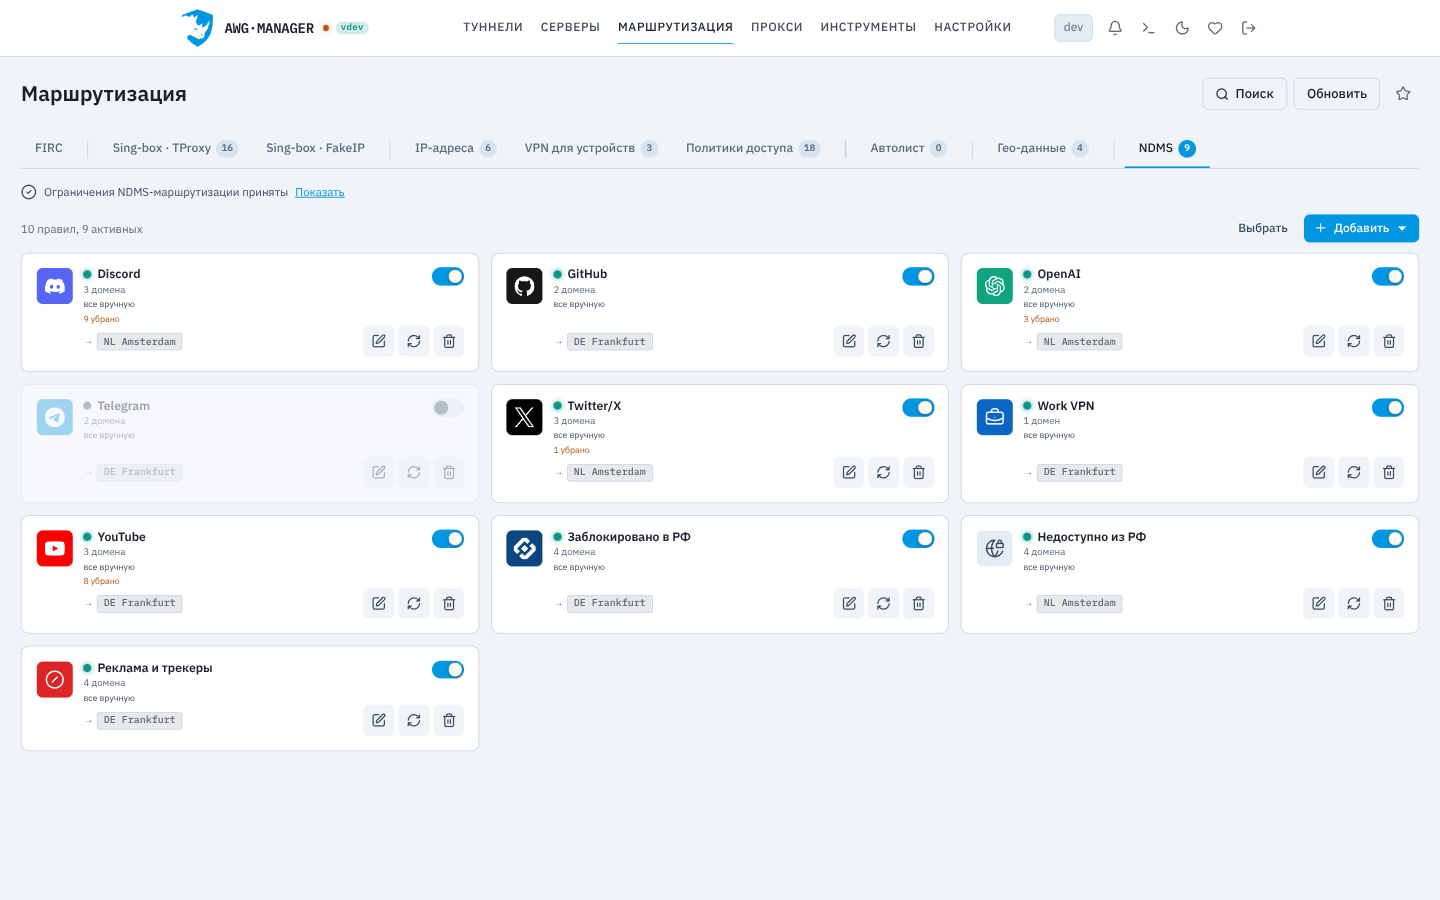 AWG·MANAGER vdev ТУННЕЛИ СЕРВЕРЫ МАРШРУТИЗАЦИЯ ПРОКСИ ИНСТРУМЕНТЫ НАСТРОЙКИ dev
Маршрутизация Поиск Обновить
FIRC Sing-box · TProxy 16 Sing-box · FakeIP IP-адреса 6 VPN для устройств 3 Политики доступа 18 Автолист 0 Гео-данные 4 NDMS 9
Ограничения NDMS-маршрутизации приняты Показать
10 правил, 9 активных Выбрать + Добавить
Discord
3 домена
все вручную
9 убрано
→ NL Amsterdam
GitHub
2 домена
все вручную
→ DE Frankfurt
OpenAI
2 домена
все вручную
3 убрано
→ NL Amsterdam
Telegram
2 домена
все вручную
→ DE Frankfurt
Twitter/X
3 домена
все вручную
1 убрано
→ NL Amsterdam
Work VPN
1 домен
все вручную
→ DE Frankfurt
YouTube
3 домена
все вручную
8 убрано
→ DE Frankfurt
Заблокировано в РФ
4 домена
все вручную
→ DE Frankfurt
Недоступно из РФ
4 домена
все вручную
→ NL Amsterdam
Реклама и трекеры
4 домена
все вручную
→ DE Frankfurt